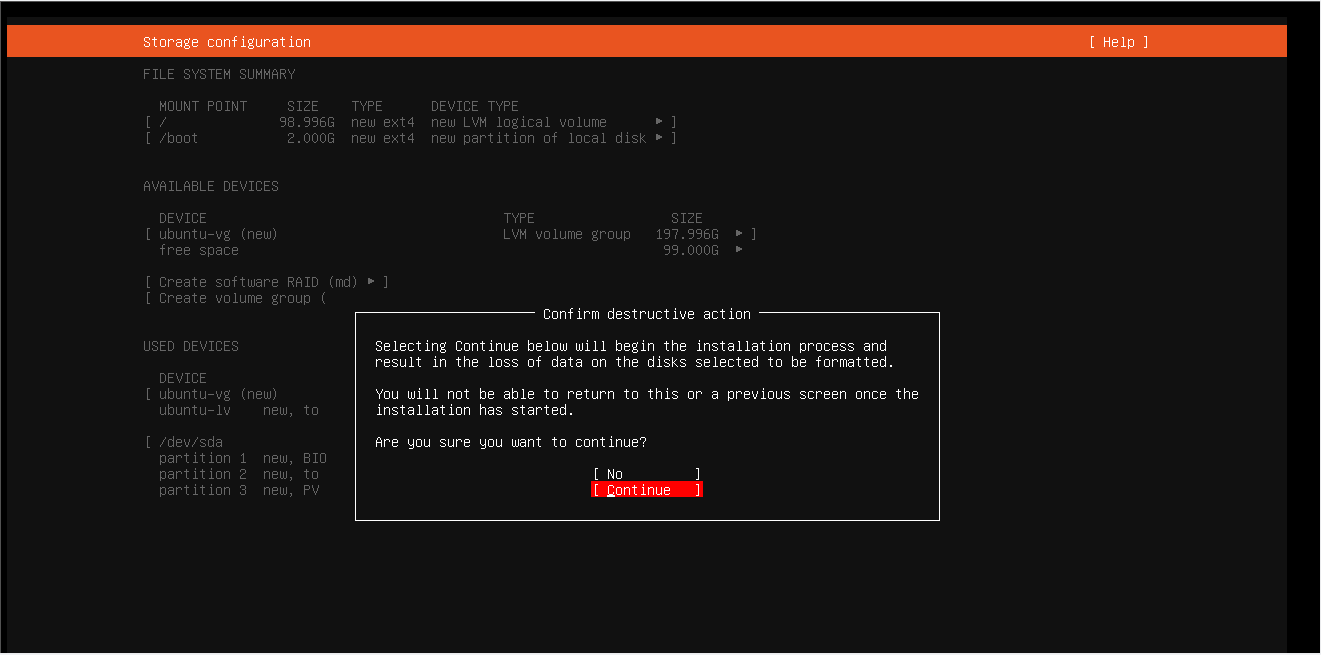 Storage configuration [ Help ]
FILE SYSTEM SUMMARY
MOUNT POINT SIZE TYPE DEVICE TYPE
[ / 98.996G new ext4 new LVM logical volume ▸ ]
[ /boot 2.000G new ext4 new partition of local disk ▸ ]
AVAILABLE DEVICES
DEVICE TYPE SIZE
[ ubuntu-vg (new) LVM volume group 197.996G ▸ ]
free space 99.000G ▸
[ Create software RAID (md) ▸ ]
[ Create volume group (
USED DEVICES
DEVICE
[ ubuntu-vg (new)
ubuntu-lv new, to
[ /dev/sda
partition 1 new, BIO
partition 2 new, to
partition 3 new, PV
Confirm destructive action
Selecting Continue below will begin the installation process and
result in the loss of data on the disks selected to be formatted.
You will not be able to return to this or a previous screen once the
installation has started.
Are you sure you want to continue?
[ No ]
[ Continue ]